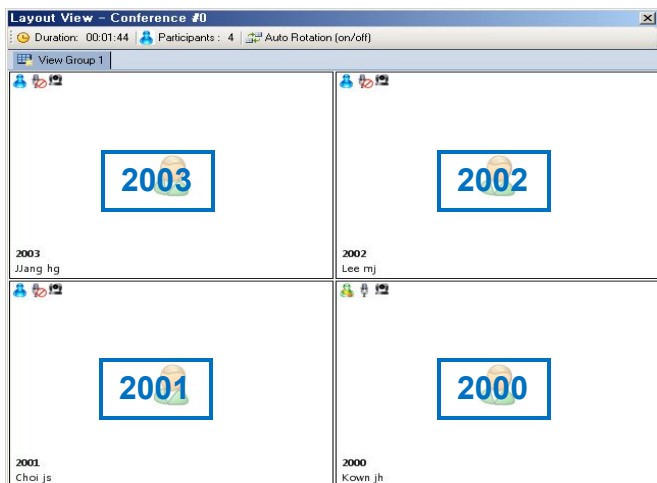 Layout View – Conference #0
Duration: 00:01:44 Participants : 4 Auto Rotation (on/off)
View Group 1
2003
2003
JJang hg
2002
2002
Lee mj
2001
2001
Choi js
2000
2000
Kown jh